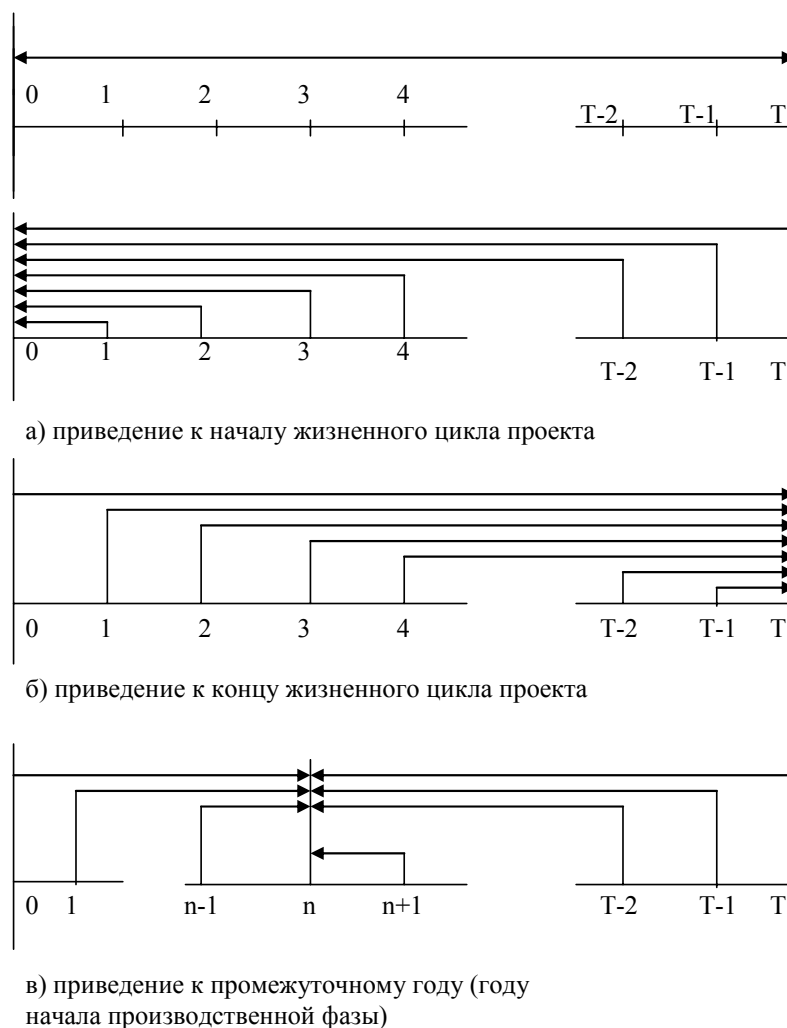 0 1 2 3 4 T-2 T-1 T
0 1 2 3 4 T-2 T-1 T
а) приведение к началу жизненного цикла проекта
0 1 2 3 4 T-2 T-1 T
б) приведение к концу жизненного цикла проекта
0 1 n-1 n n+1 T-2 T-1 T
в) приведение к промежуточному году (году
начала производственной фазы)